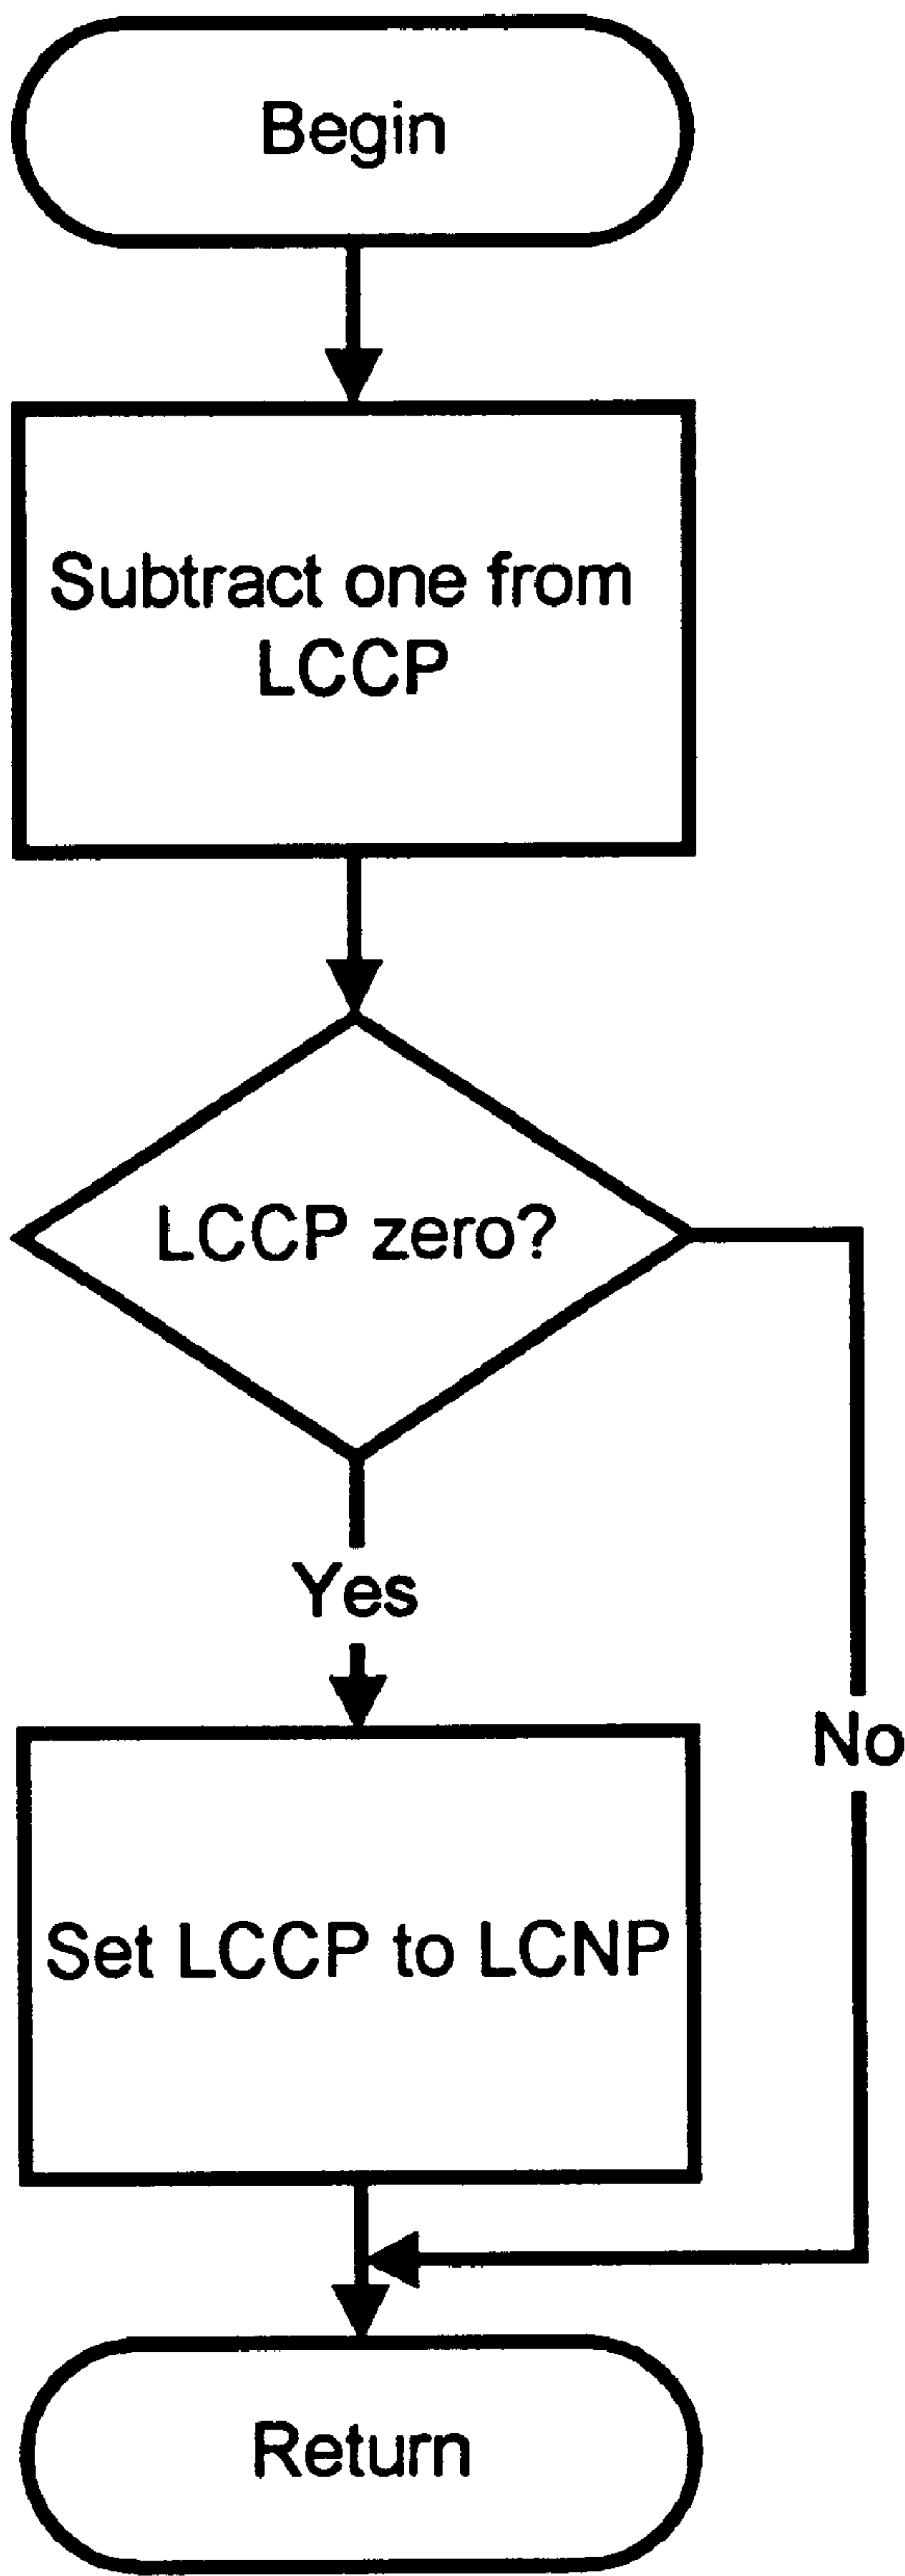 Begin
Subtract one from
LCCP
LCCP zero?
Yes
No
Set LCCP to LCNP
Return